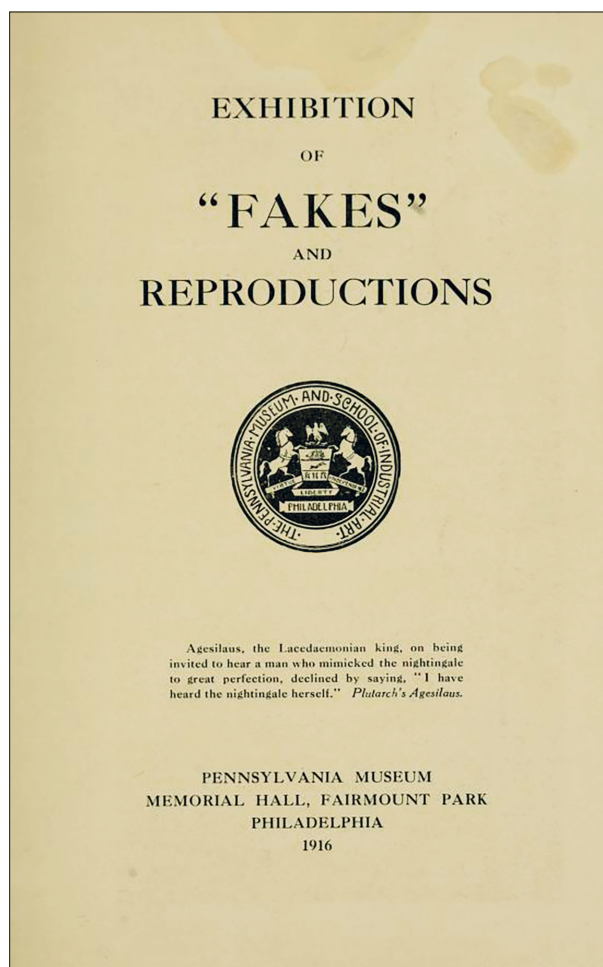 EXHIBITION
OF
“FAKES”
AND
REPRODUCTIONS
·THE·PENNSYLVANIA·MUSEUM·AND·SCHOOL·OF·INDUSTRIAL·ART·
VIRTUE
LIBERTY
INDEPENDENCE
PHILADELPHIA
Agesilaus, the Lacedaemonian king, on being
invited to hear a man who mimicked the nightingale
to great perfection, declined by saying, “I have
heard the nightingale herself.” Plutarch's Agesilaus.
PENNSYLVANIA MUSEUM
MEMORIAL HALL, FAIRMOUNT PARK
PHILADELPHIA
1916